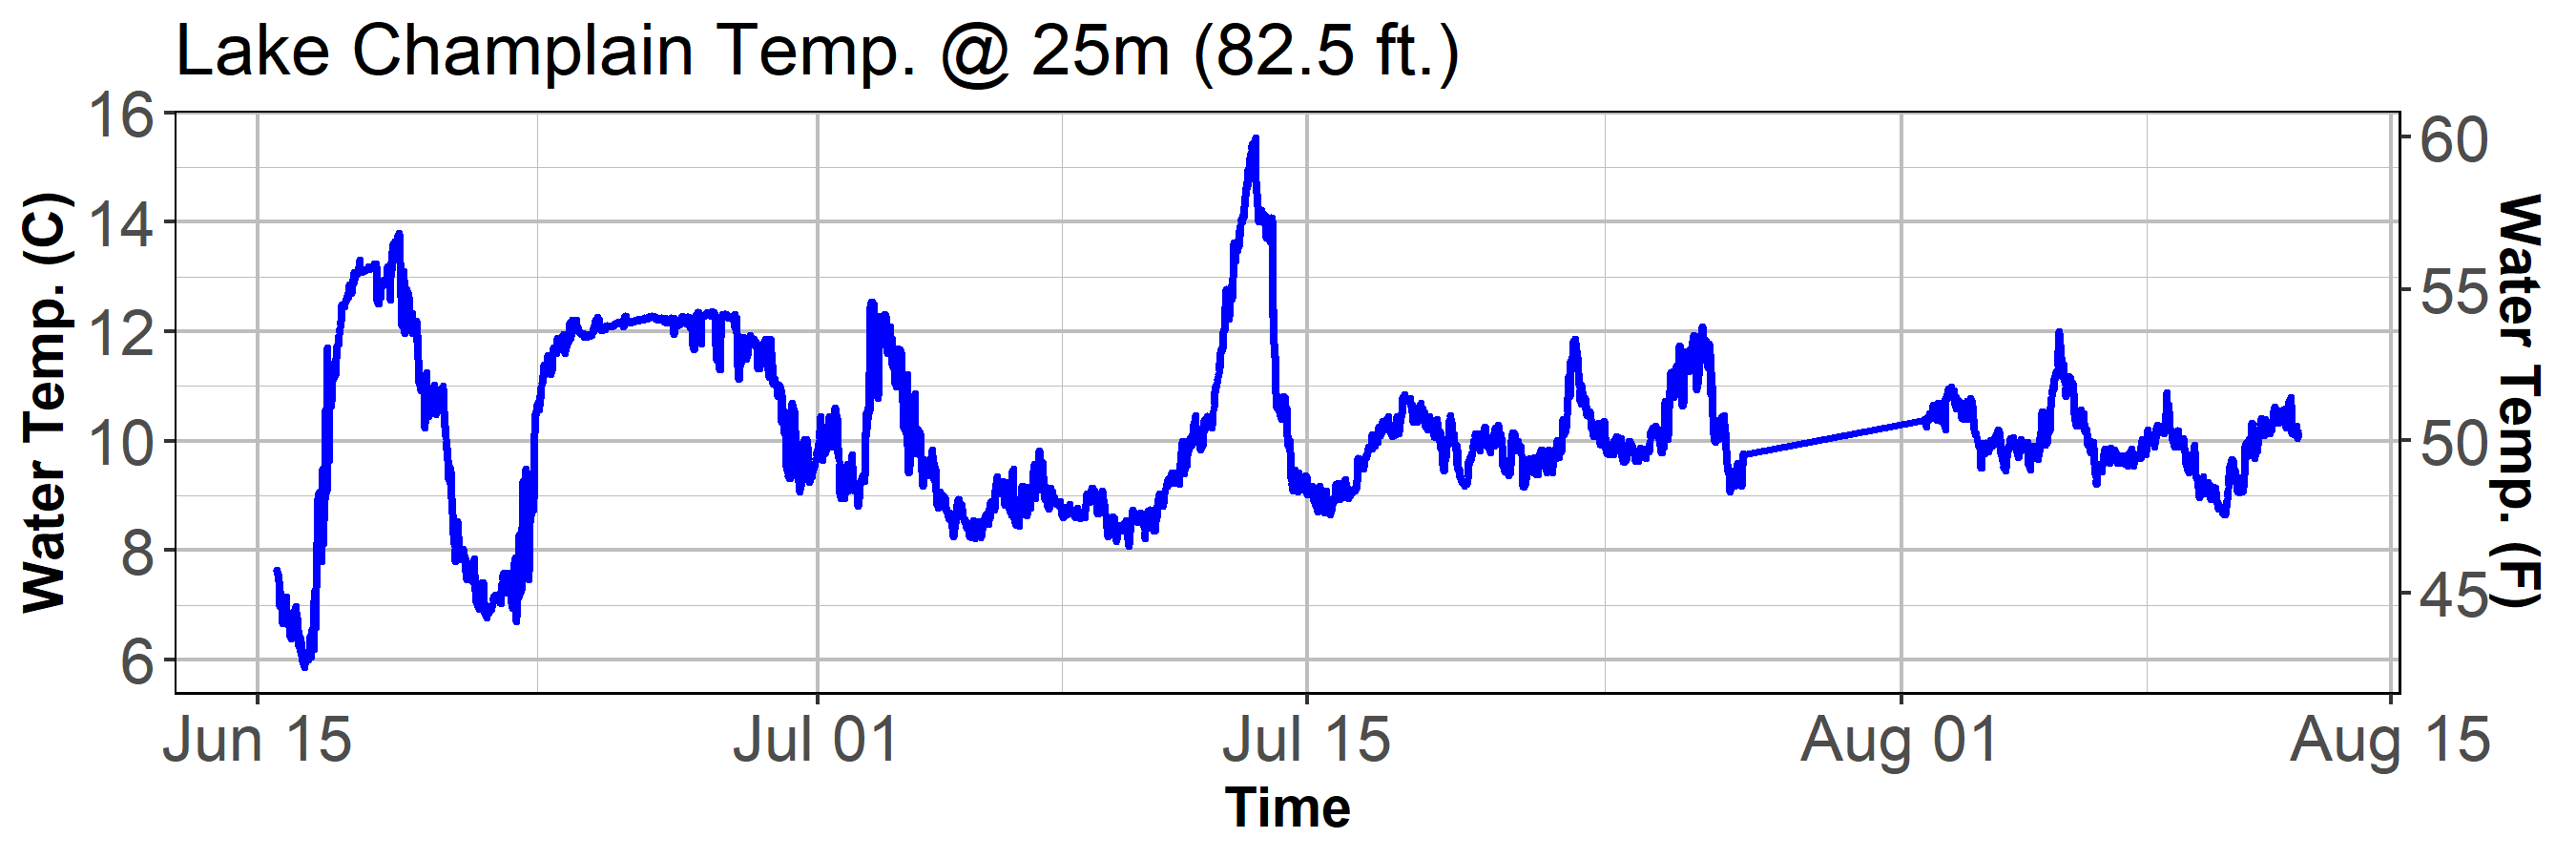 Lake Champlain Temp. @ 25m (82.5 ft.)
Water Temp. (C)
16
14
12
10
8
6
60
55
50
45
Water Temp. (F)
Jun 15
Jul 01
Jul 15
Aug 01
Aug 15
Time